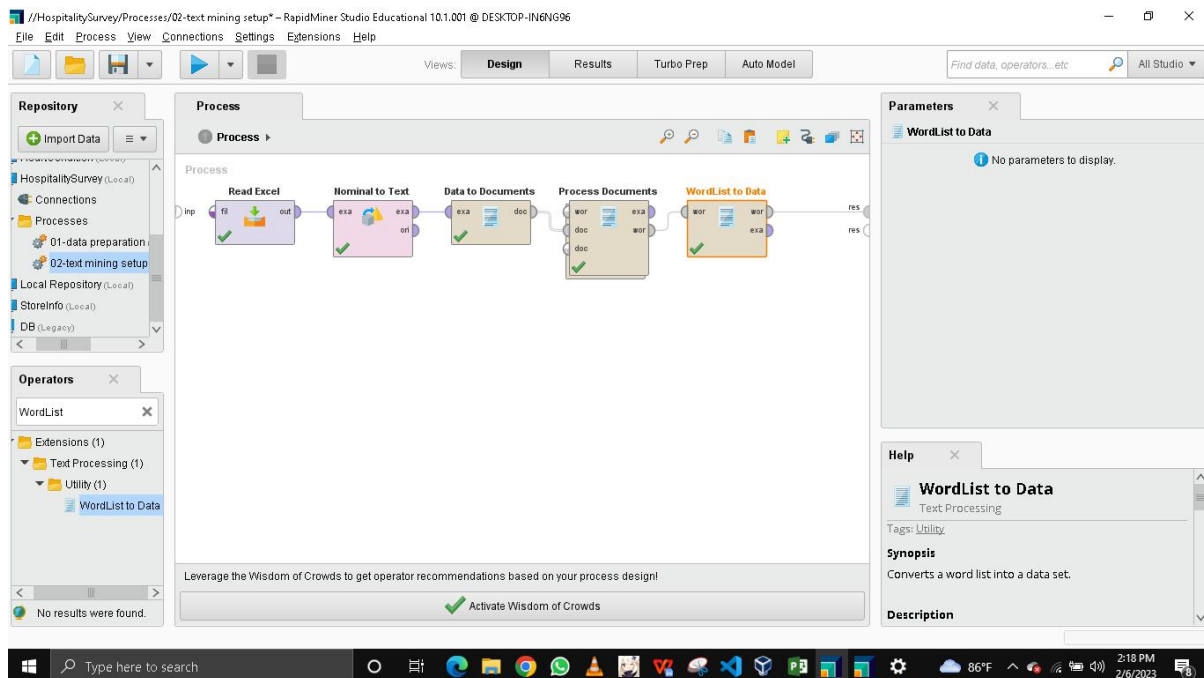 //HospitalitySurvey/Processes/02-text mining setup* – RapidMiner Studio Educational 10.1.001 @ DESKTOP-IN6NG96
File Edit Process View Connections Settings Extensions Help
Views: Design Results Turbo Prep Auto Model
Find data, operators...etc All Studio
Repository
Import Data
HospitalitySurvey (Local)
Connections
Processes
01-data preparation
02-text mining setup
Local Repository (Local)
StoreInfo (Local)
DB (Legacy)
Operators
WordList
Extensions (1)
Text Processing (1)
Utility (1)
WordList to Data
No results were found.
Process
Process
Process
Read Excel Nominal to Text Data to Documents Process Documents WordList to Data
inp fil out exa exa exa doc wor exa wor wor res
ori doc wor exa res
doc
Leverage the Wisdom of Crowds to get operator recommendations based on your process design!
Activate Wisdom of Crowds
Parameters
WordList to Data
No parameters to display.
Help
WordList to Data
Text Processing
Tags: Utility
Synopsis
Converts a word list into a data set.
Description
Type here to search
86°F
2:18 PM
2/6/2023